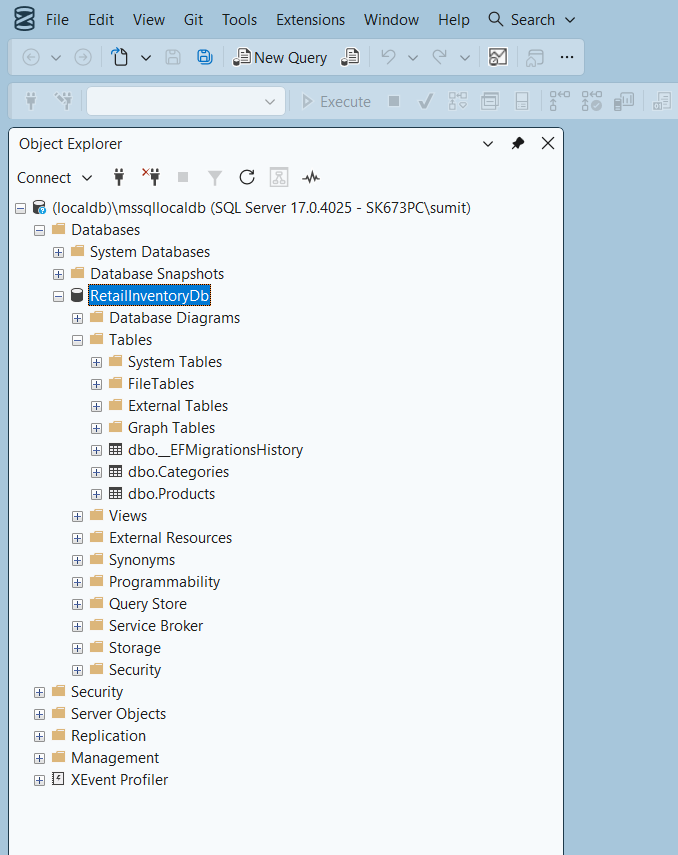 File Edit View Git Tools Extensions Window Help Search
New Query
Execute
Object Explorer
Connect
(localdb)\mssqllocaldb (SQL Server 17.0.4025 - SK673PC\sumit)
Databases
System Databases
Database Snapshots
RetailInventoryDb
Database Diagrams
Tables
System Tables
FileTables
External Tables
Graph Tables
dbo.__EFMigrationsHistory
dbo.Categories
dbo.Products
Views
External Resources
Synonyms
Programmability
Query Store
Service Broker
Storage
Security
Security
Server Objects
Replication
Management
XEvent Profiler